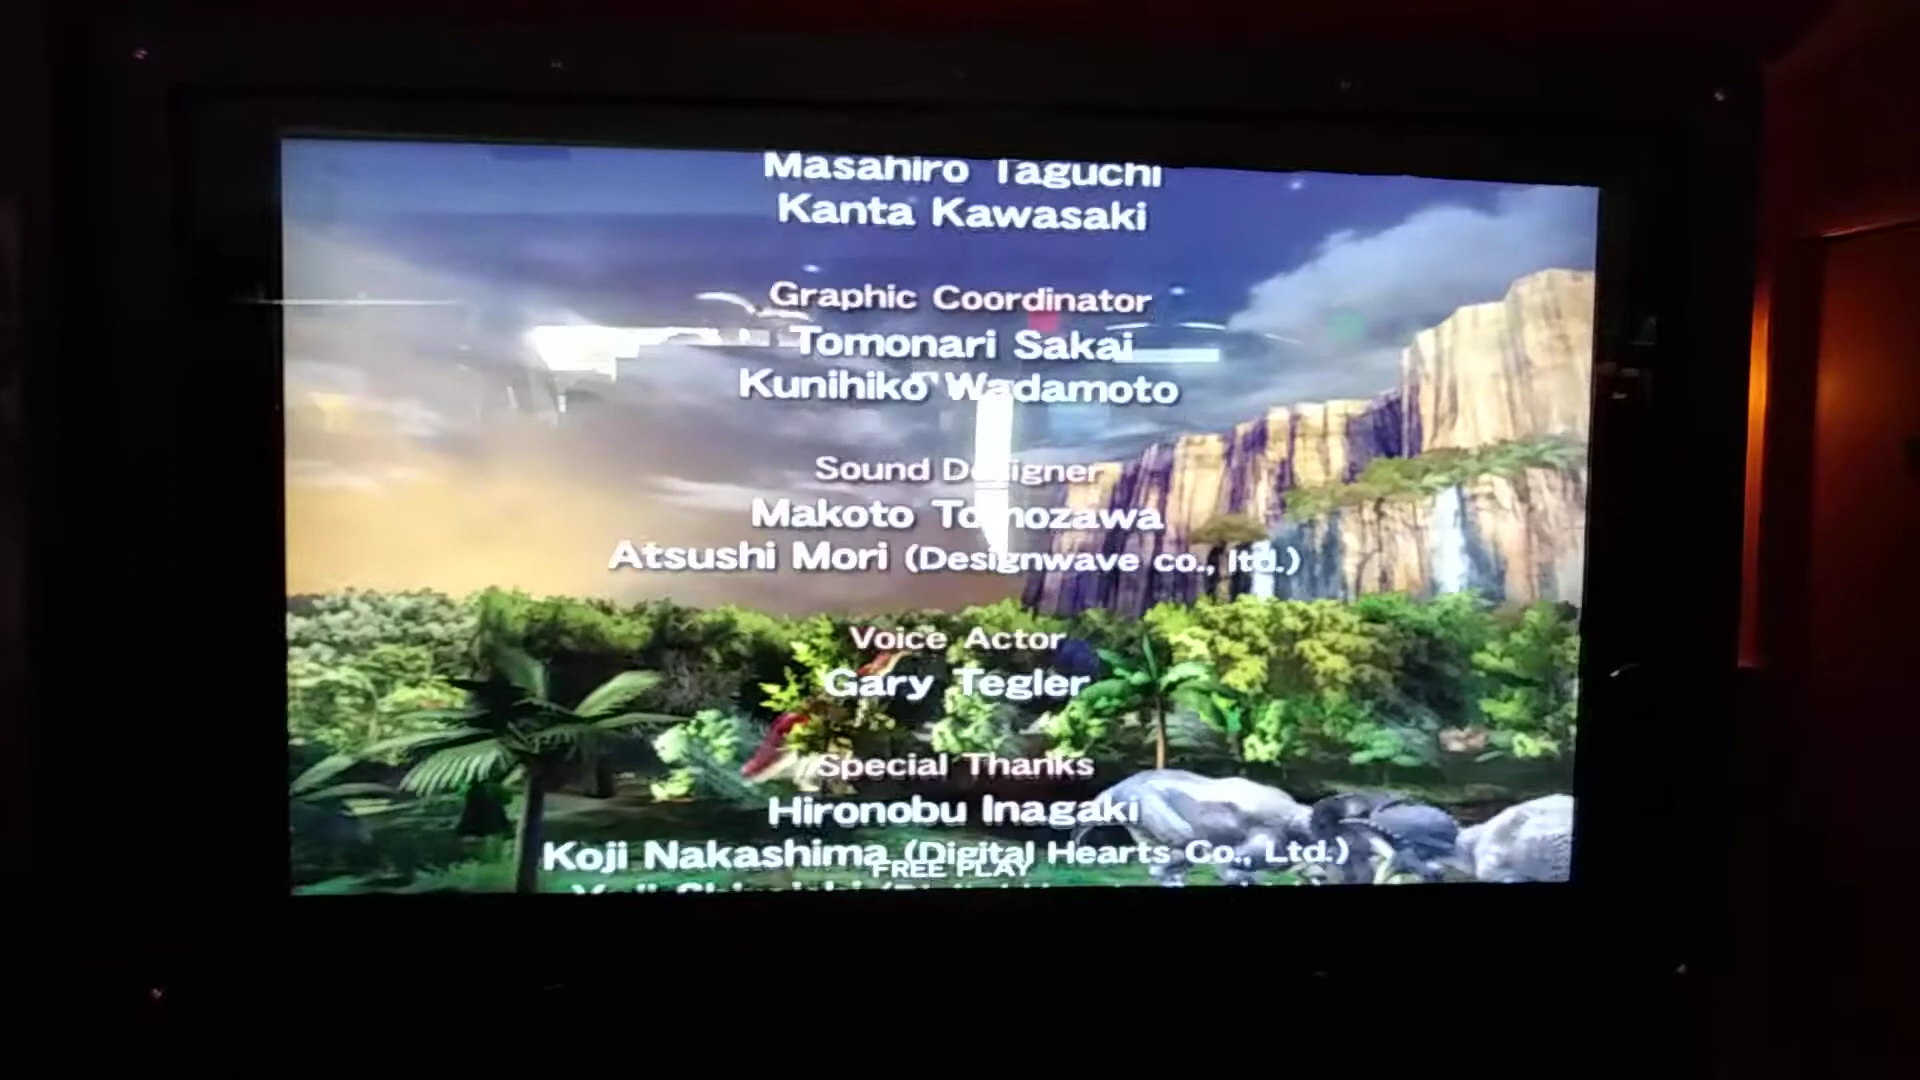 Masahiro Taguchi
Kanta Kawasaki
Graphic Coordinator
Tomonari Sakai
Kunihiko Wadamoto
Sound Designer
Makoto Tomozawa
Atsushi Mori (Designwave co., ltd.)
Voice Actor
Gary Tegler
Special Thanks
Hironobu Inagaki
Koji Nakashima (Digital Hearts Co., Ltd.)
FREE PLAY